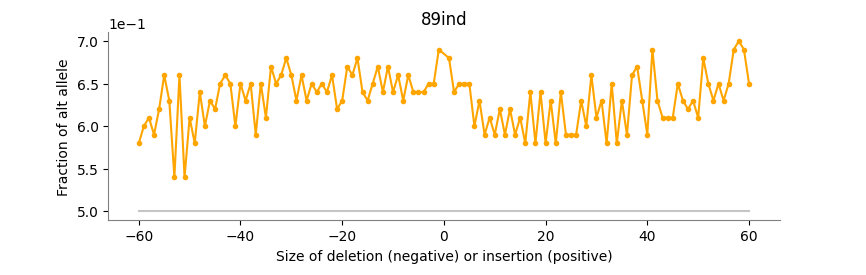 89ind
1e−1
7.0
6.5
6.0
5.5
5.0
Fraction of alt allele
−60 −40 −20 0 20 40 60
Size of deletion (negative) or insertion (positive)